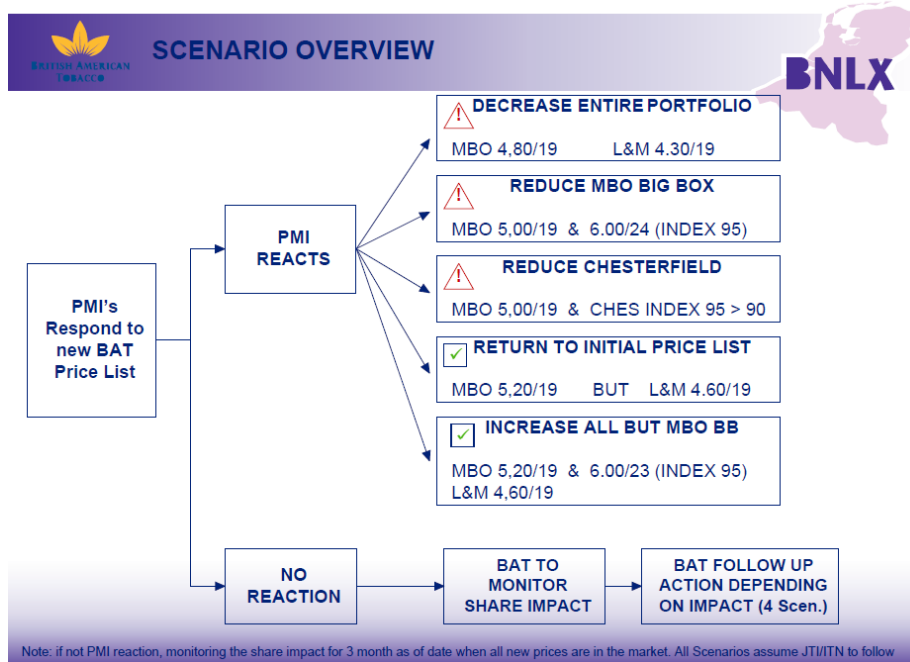 BRITISH AMERICAN
TOBACCO
SCENARIO OVERVIEW
BNLX
DECREASE ENTIRE PORTFOLIO
MBO 4,80/19 L&M 4.30/19
REDUCE MBO BIG BOX
MBO 5,00/19 & 6.00/24 (INDEX 95)
PMI
REACTS
REDUCE CHESTERFIELD
MBO 5,00/19 & CHES INDEX 95 > 90
PMI's
Respond to
new BAT
Price List
RETURN TO INITIAL PRICE LIST
MBO 5,20/19 BUT L&M 4.60/19
INCREASE ALL BUT MBO BB
MBO 5,20/19 & 6.00/23 (INDEX 95)
L&M 4,60/19
NO
REACTION
BAT TO
MONITOR
SHARE IMPACT
BAT FOLLOW UP
ACTION DEPENDING
ON IMPACT (4 Scen.)
Note: if not PMI reaction, monitoring the share impact for 3 month as of date when all new prices are in the market. All Scenarios assume JTI/ITN to follow